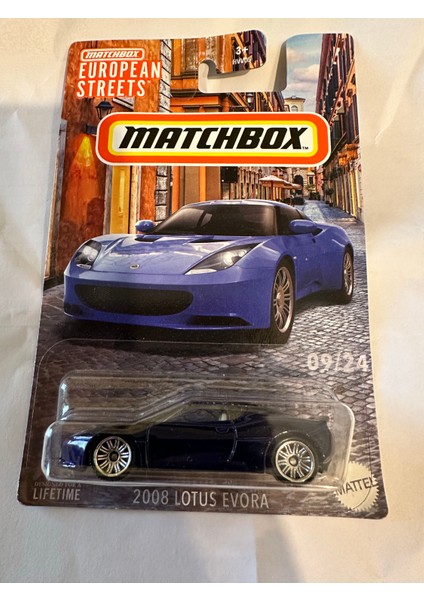 MATCHBOX
EUROPEAN
STREETS
3+
MATCHBOX
09/24
LIFETIME
2008 LOTUS EVORA
MATTEL